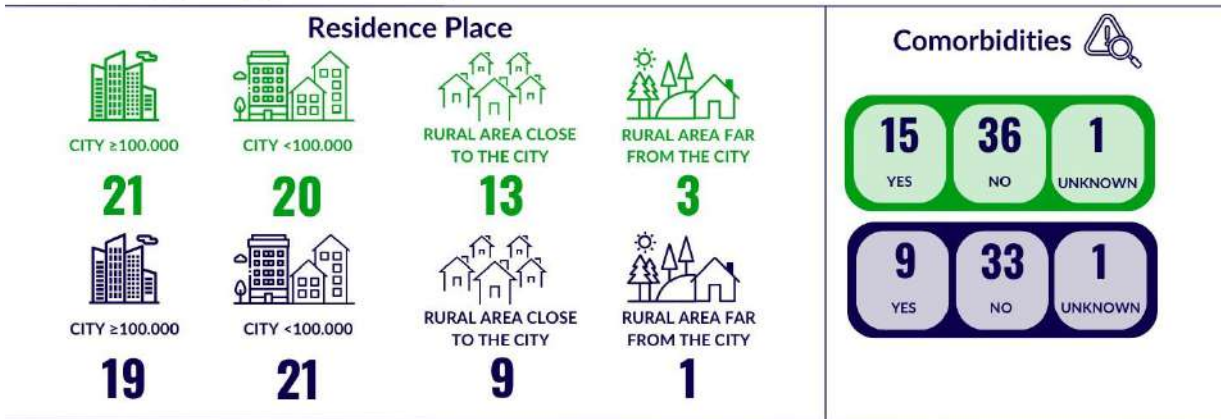 Residence Place
CITY ≥100.000
CITY <100.000
RURAL AREA CLOSE
TO THE CITY
RURAL AREA FAR
FROM THE CITY
21
20
13
3
CITY ≥100.000
CITY <100.000
RURAL AREA CLOSE
TO THE CITY
RURAL AREA FAR
FROM THE CITY
19
21
9
1
Comorbidities
15
36
1
YES
NO
UNKNOWN
9
33
1
YES
NO
UNKNOWN